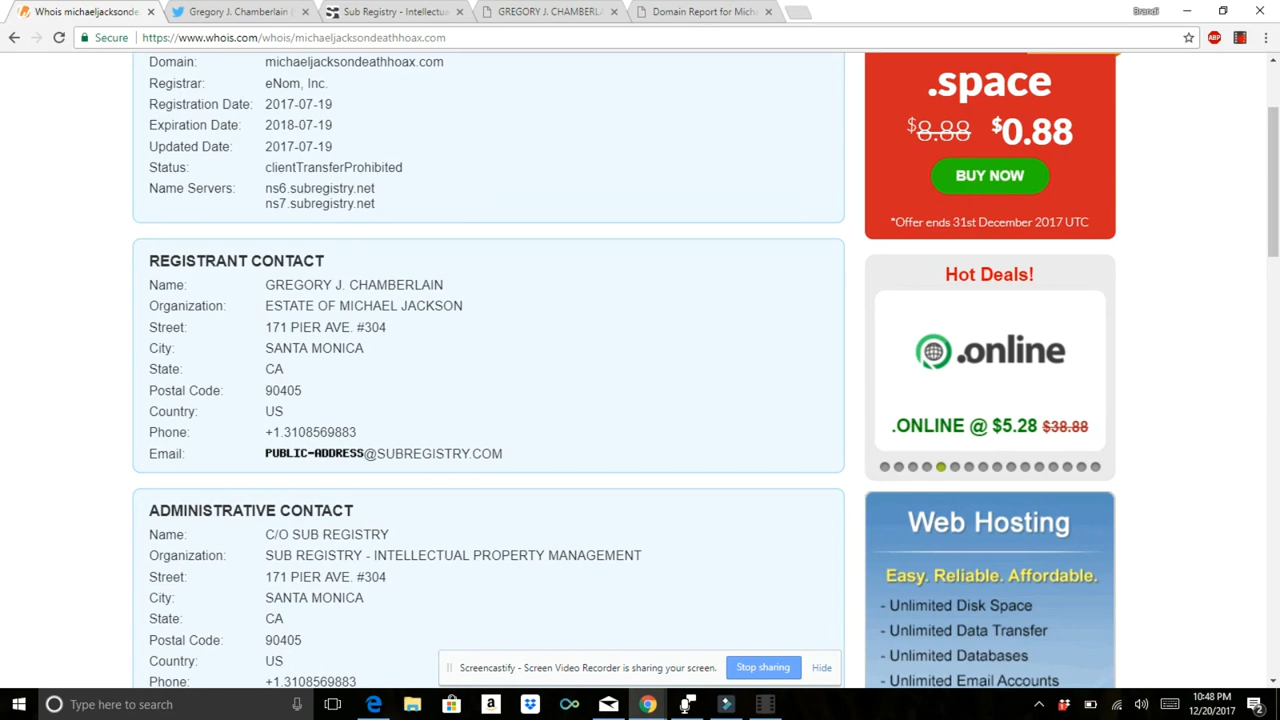 Whois michaeljacksonde
Gregory J. Chamberlain (
Sub Registry - Intellectua
GREGORY J. CHAMBERLA
Domain Report for Mich
Brandi
Secure
https://www.whois.com/whois/michaeljacksondeathhoax.com
ABP
Domain: michaeljacksondeathhoax.com
Registrar: eNom, Inc.
Registration Date: 2017-07-19
Expiration Date: 2018-07-19
Updated Date: 2017-07-19
Status: clientTransferProhibited
Name Servers: ns6.subregistry.net
ns7.subregistry.net
REGISTRANT CONTACT
Name: GREGORY J. CHAMBERLAIN
Organization: ESTATE OF MICHAEL JACKSON
Street: 171 PIER AVE. #304
City: SANTA MONICA
State: CA
Postal Code: 90405
Country: US
Phone: +1.3108569883
Email: PUBLIC-ADDRESS@SUBREGISTRY.COM
ADMINISTRATIVE CONTACT
Name: C/O SUB REGISTRY
Organization: SUB REGISTRY - INTELLECTUAL PROPERTY MANAGEMENT
Street: 171 PIER AVE. #304
City: SANTA MONICA
State: CA
Postal Code: 90405
Country: US
Phone: +1.3108569883
.space
$8.88 $0.88
BUY NOW
*Offer ends 31st December 2017 UTC
Hot Deals!
.online
.ONLINE @ $5.28 $38.88
Web Hosting
Easy. Reliable. Affordable.
- Unlimited Disk Space
- Unlimited Data Transfer
- Unlimited Databases
- Unlimited Email Accounts
Screencastify - Screen Video Recorder is sharing your screen.
Stop sharing
Hide
Type here to search
10:48 PM
12/20/2017
2